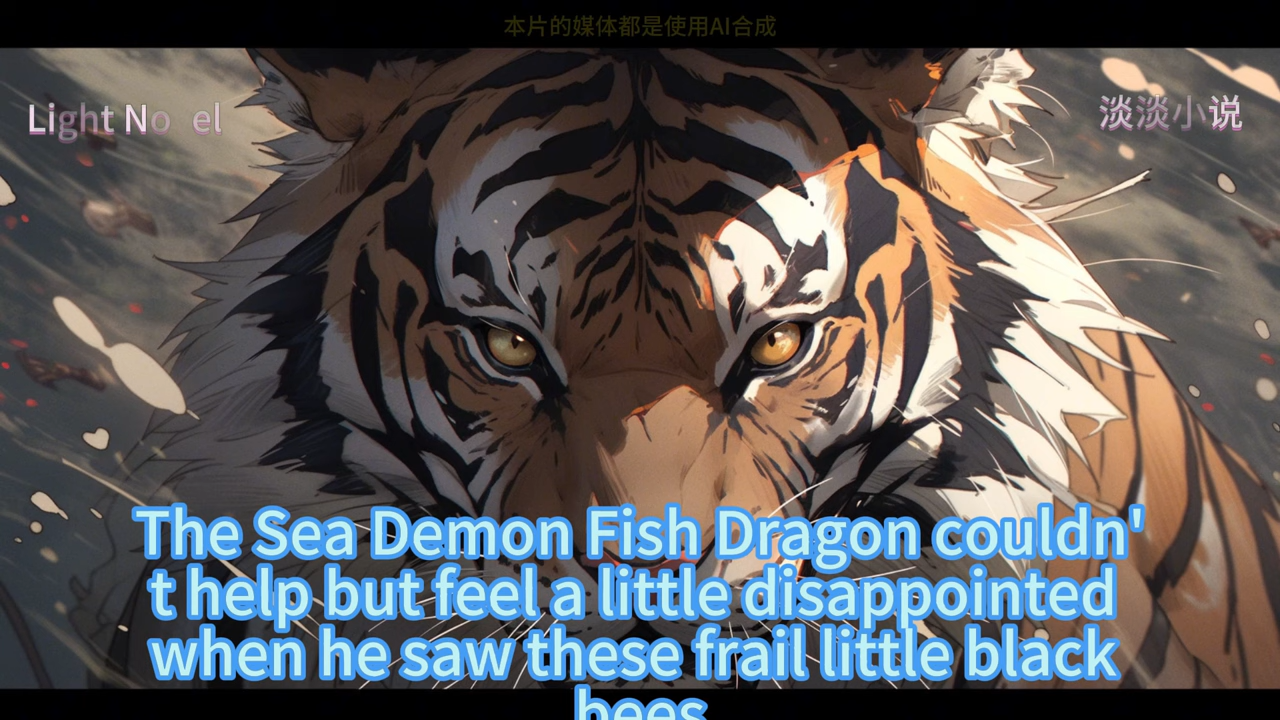 本片的媒体都是使用AI合成
Light No el
淡淡小说
The Sea Demon Fish Dragon couldn'
t help but feel a little disappointed
when he saw these frail little black
bees